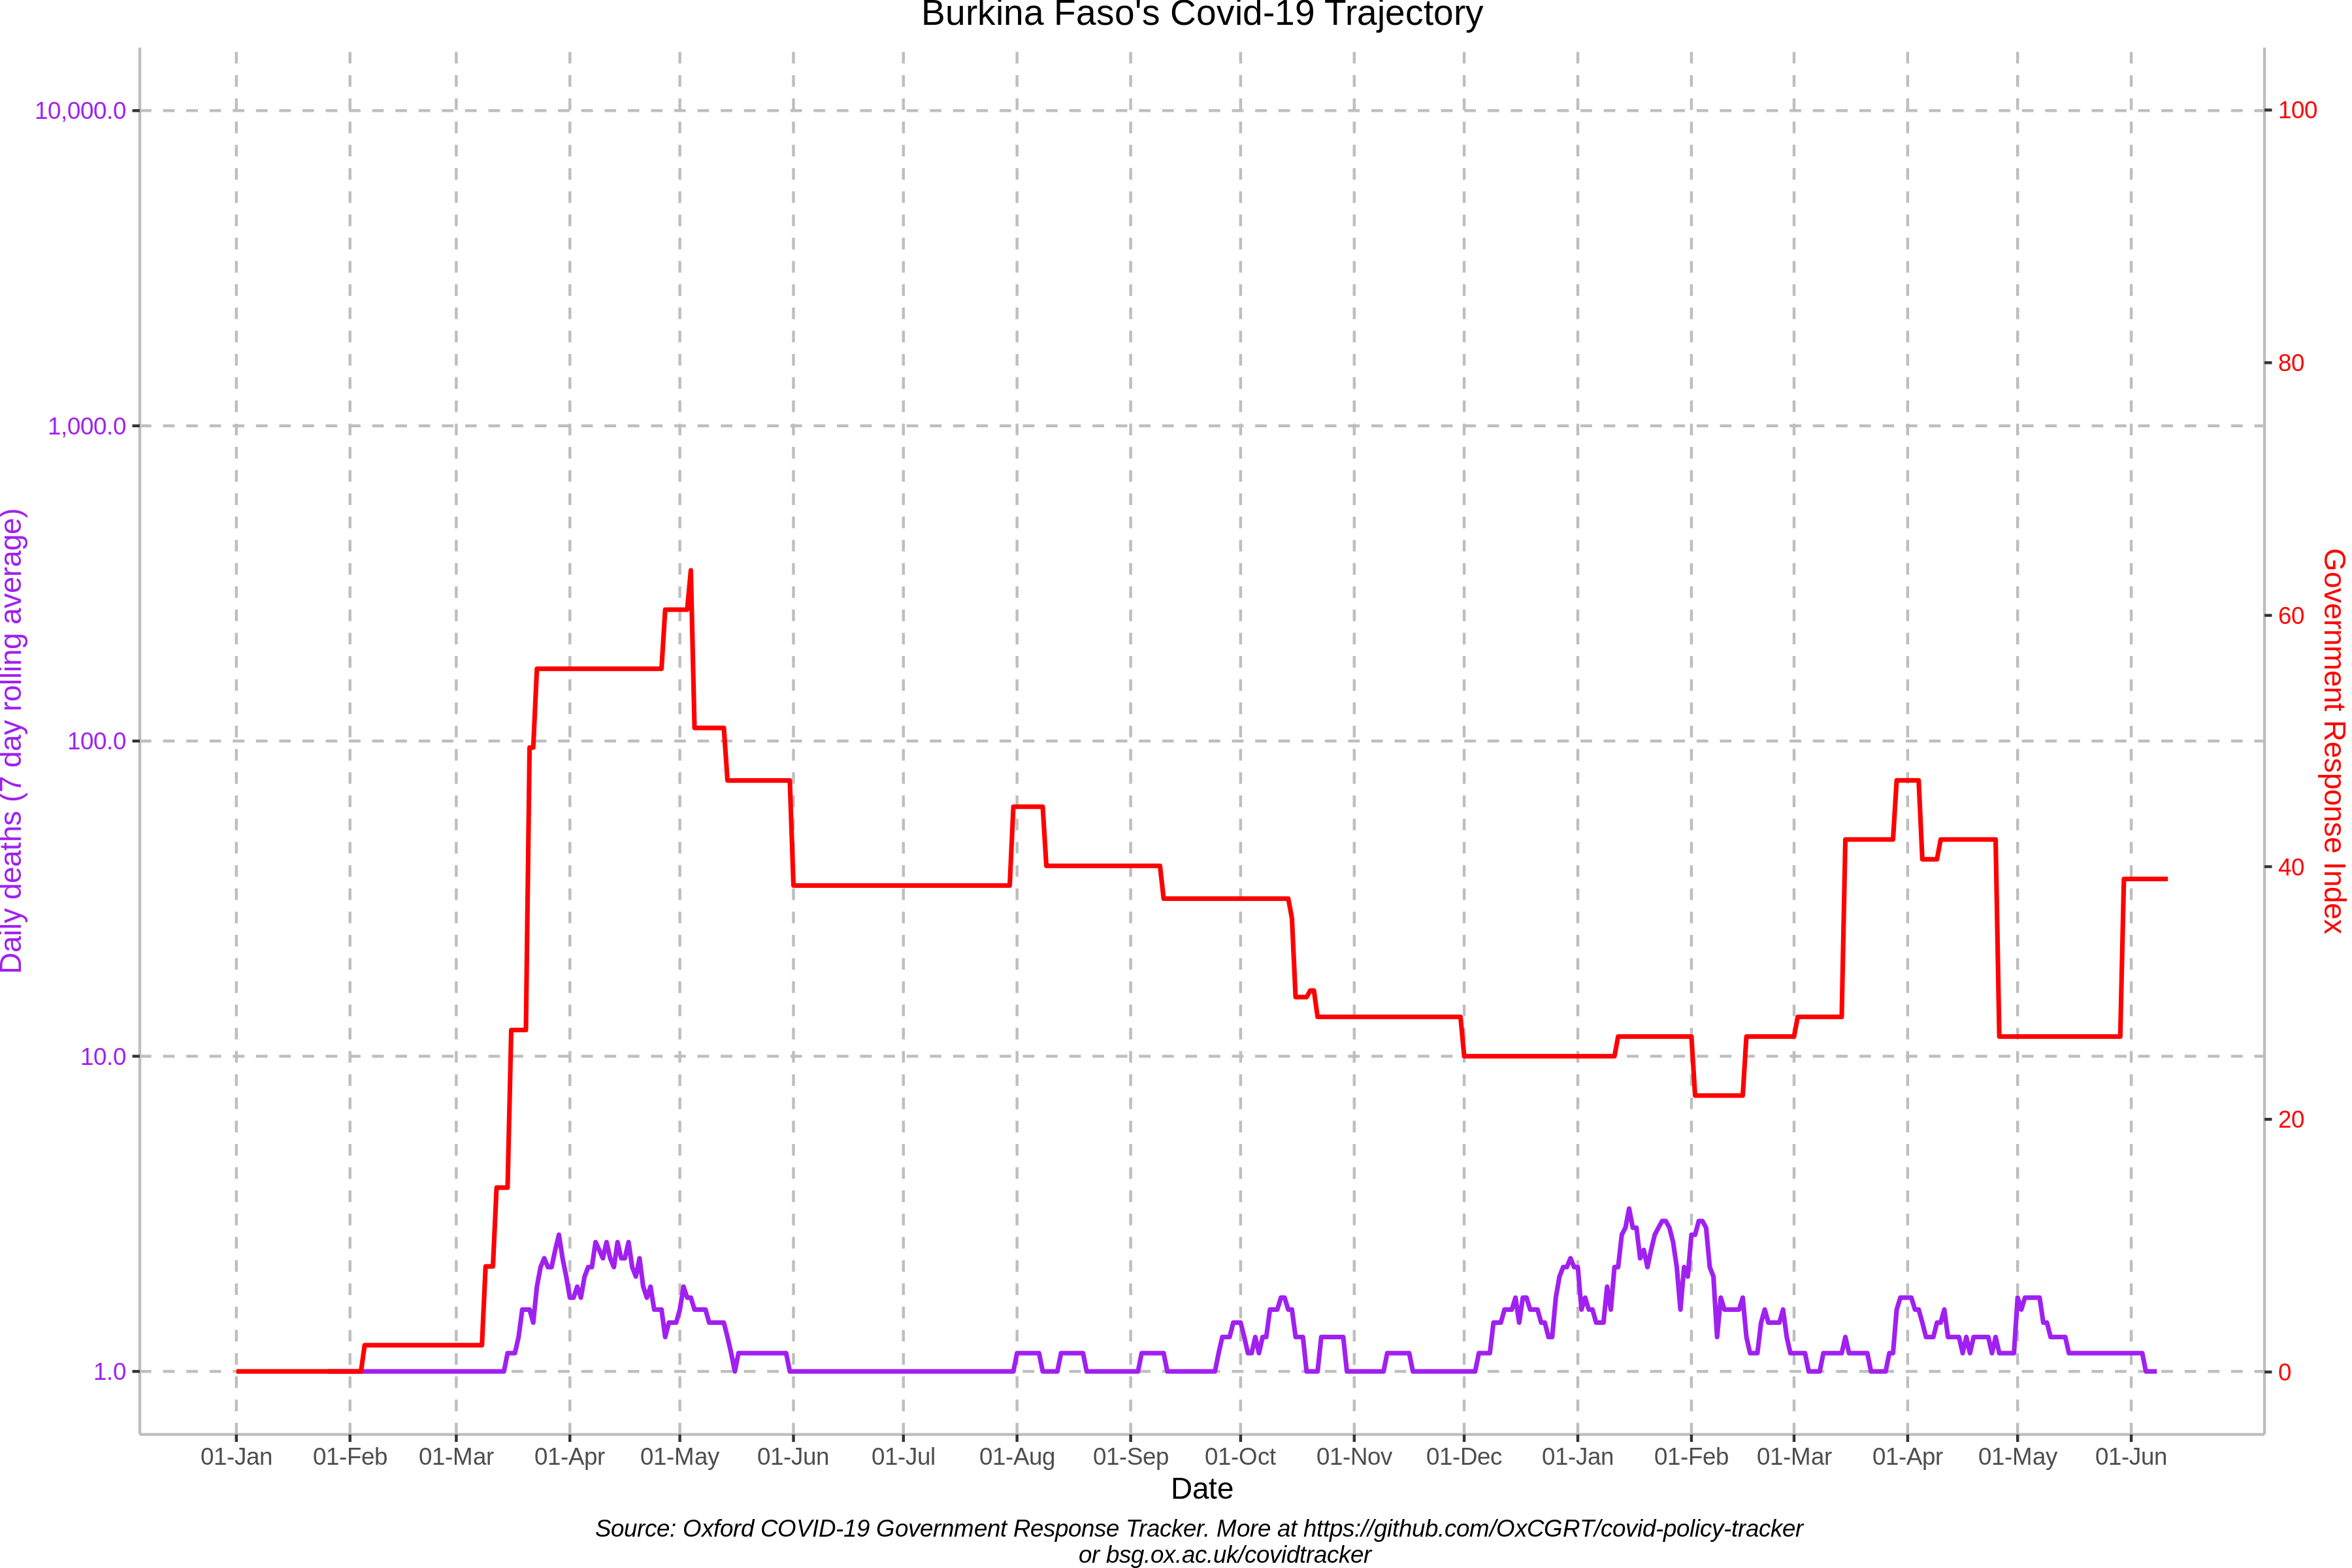 Burkina Faso's Covid-19 Trajectory
Daily deaths (7 day rolling average)
10,000.0
1,000.0
100.0
10.0
1.0
100
80
60
40
20
0
Government Response Index
01-Jan 01-Feb 01-Mar 01-Apr 01-May 01-Jun 01-Jul 01-Aug 01-Sep 01-Oct 01-Nov 01-Dec 01-Jan 01-Feb 01-Mar 01-Apr 01-May 01-Jun
Date
Source: Oxford COVID-19 Government Response Tracker. More at https://github.com/OxCGRT/covid-policy-tracker
or bsg.ox.ac.uk/covidtracker